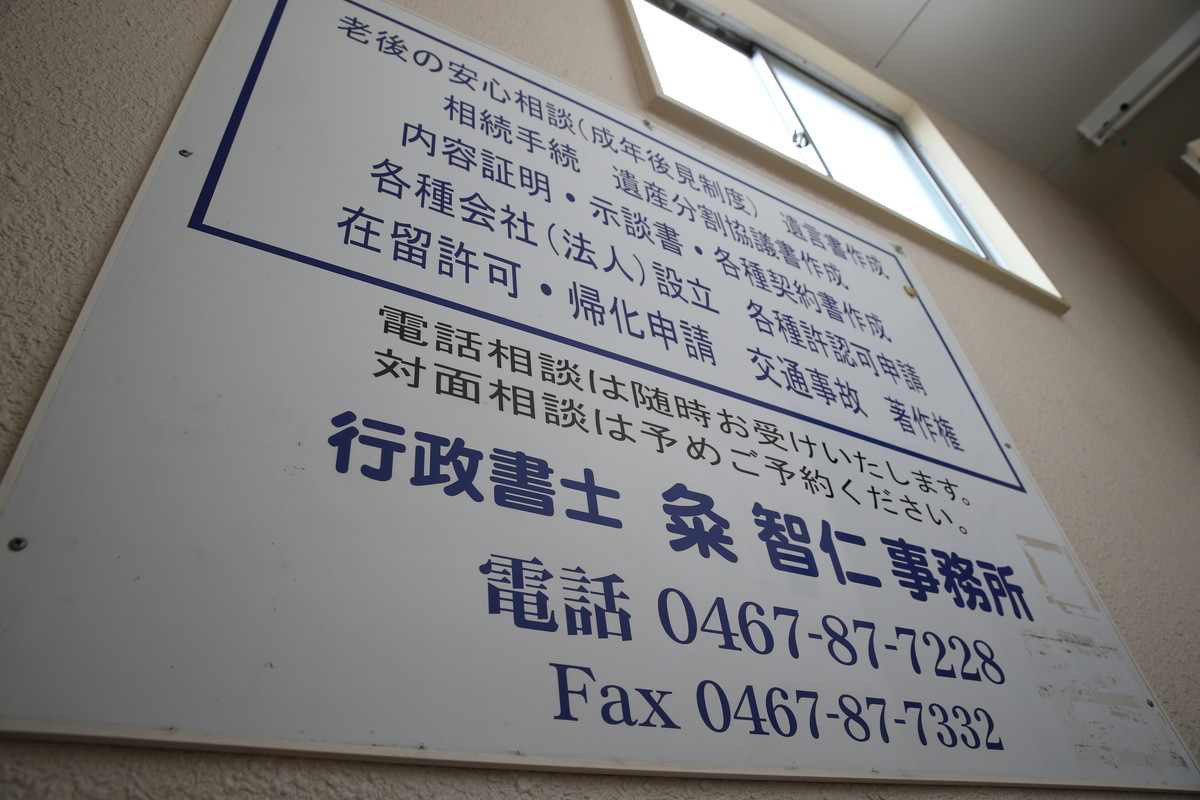 老後の安心相談(成年後見制度) 遺言書作成
相続手続 遺産分割協議書作成
内容証明・示談書・各種契約書作成
各種会社(法人)設立 各種許認可申請
在留許可・帰化申請 交通事故 著作権
電話相談は随時お受けいたします。
対面相談は予めご予約ください。
行政書士 粂 智仁 事務所
電話 0467-87-7228
Fax 0467-87-7332